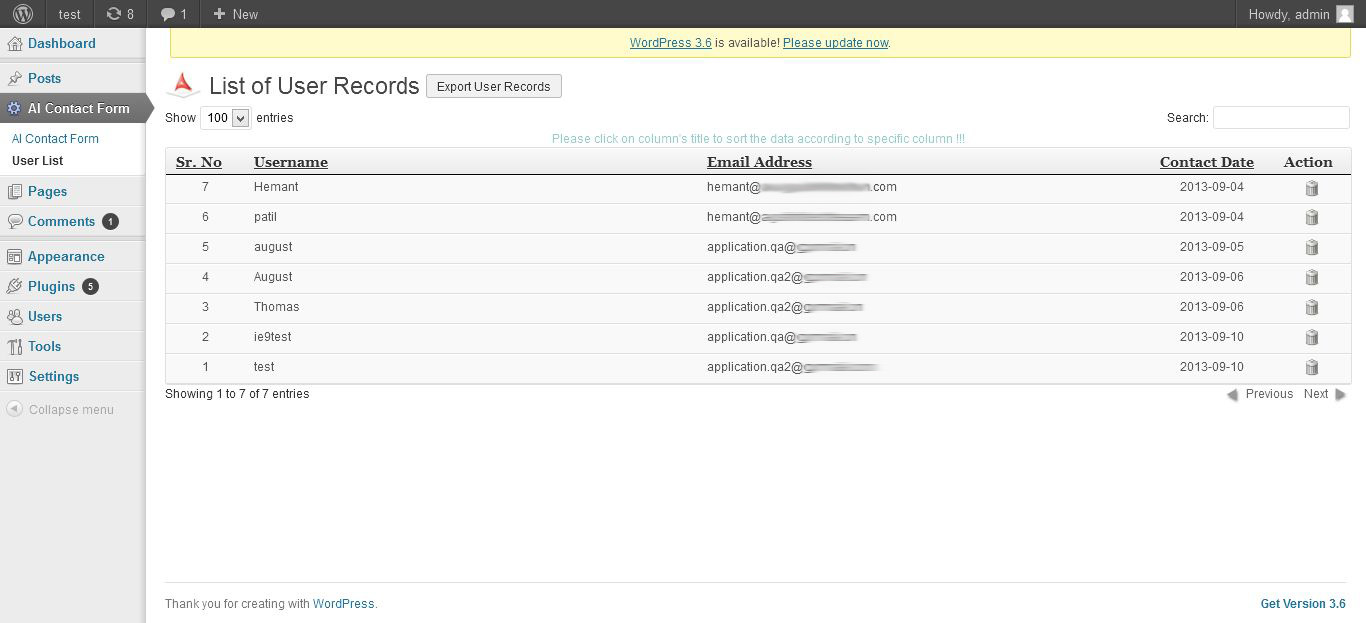 test 8 1 New Howdy, admin
WordPress 3.6 is available! Please update now.
Dashboard
Posts
AI Contact Form
AI Contact Form
User List
Pages
Comments 1
Appearance
Plugins 5
Users
Tools
Settings
Collapse menu
List of User Records Export User Records
Show 100 entries Search:
Please click on column's title to sort the data according to specific column !!!
Sr. No Username Email Address Contact Date Action
7 Hemant hemant@ .com 2013-09-04
6 patil hemant@ .com 2013-09-04
5 august application.qa@ 2013-09-05
4 August application.qa2@ 2013-09-06
3 Thomas application.qa2@ 2013-09-06
2 ie9test application.qa@ 2013-09-10
1 test application.qa2@ 2013-09-10
Showing 1 to 7 of 7 entries Previous Next
Thank you for creating with WordPress. Get Version 3.6